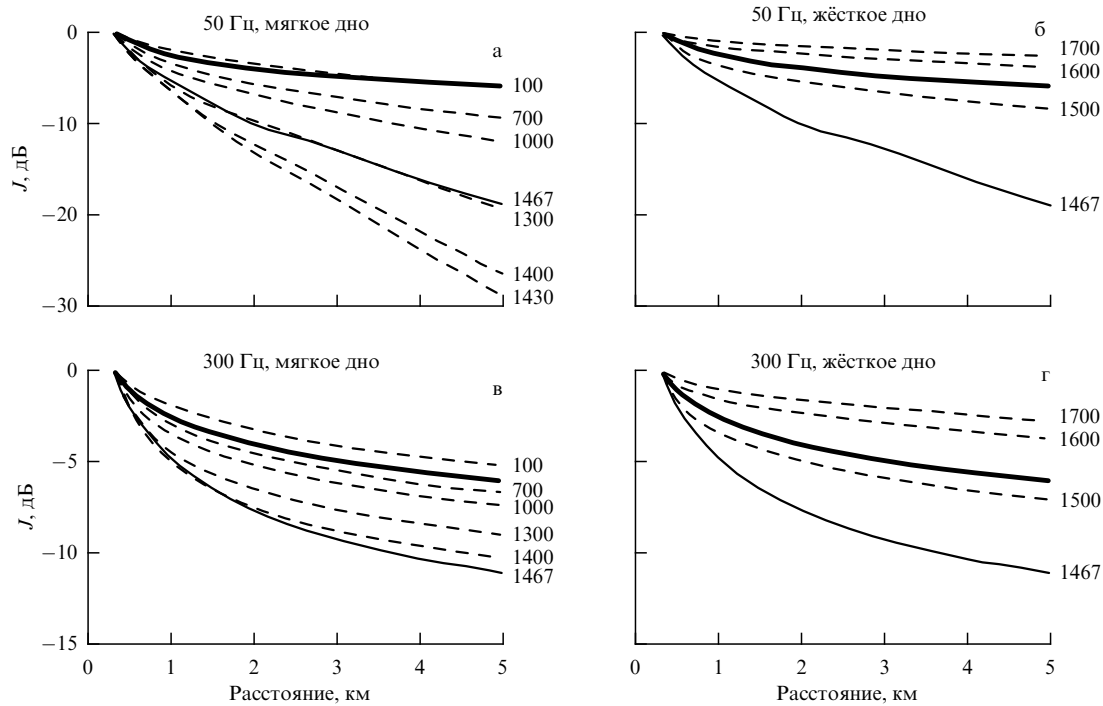 50 Гц, мягкое дно
а
0
−10
−20
−30
J, дБ
100
700
1000
1467
1300
1400
1430
50 Гц, жёсткое дно
б
1700
1600
1500
1467
300 Гц, мягкое дно
в
0
−5
−10
−15
J, дБ
100
700
1000
1300
1400
1467
0 1 2 3 4 5
Расстояние, км
300 Гц, жёсткое дно
г
1700
1600
1500
1467
0 1 2 3 4 5
Расстояние, км